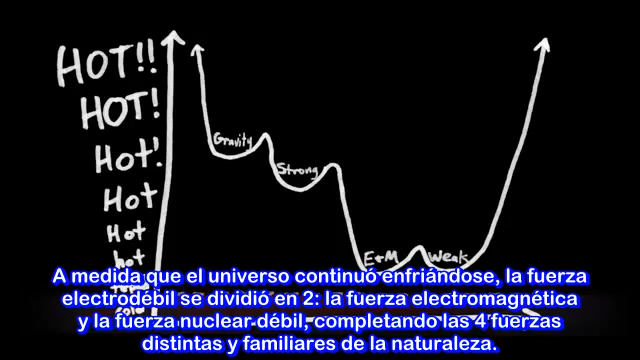 HOT!!
HOT!
Hot!
Hot
Hot
hot
cold
Gravity
Strong
E+M
Weak
A medida que el universo continuó enfriándose, la fuerza
electrodébil se dividió en 2: la fuerza electromagnética
y la fuerza nuclear débil, completando las 4 fuerzas
distintas y familiares de la naturaleza.